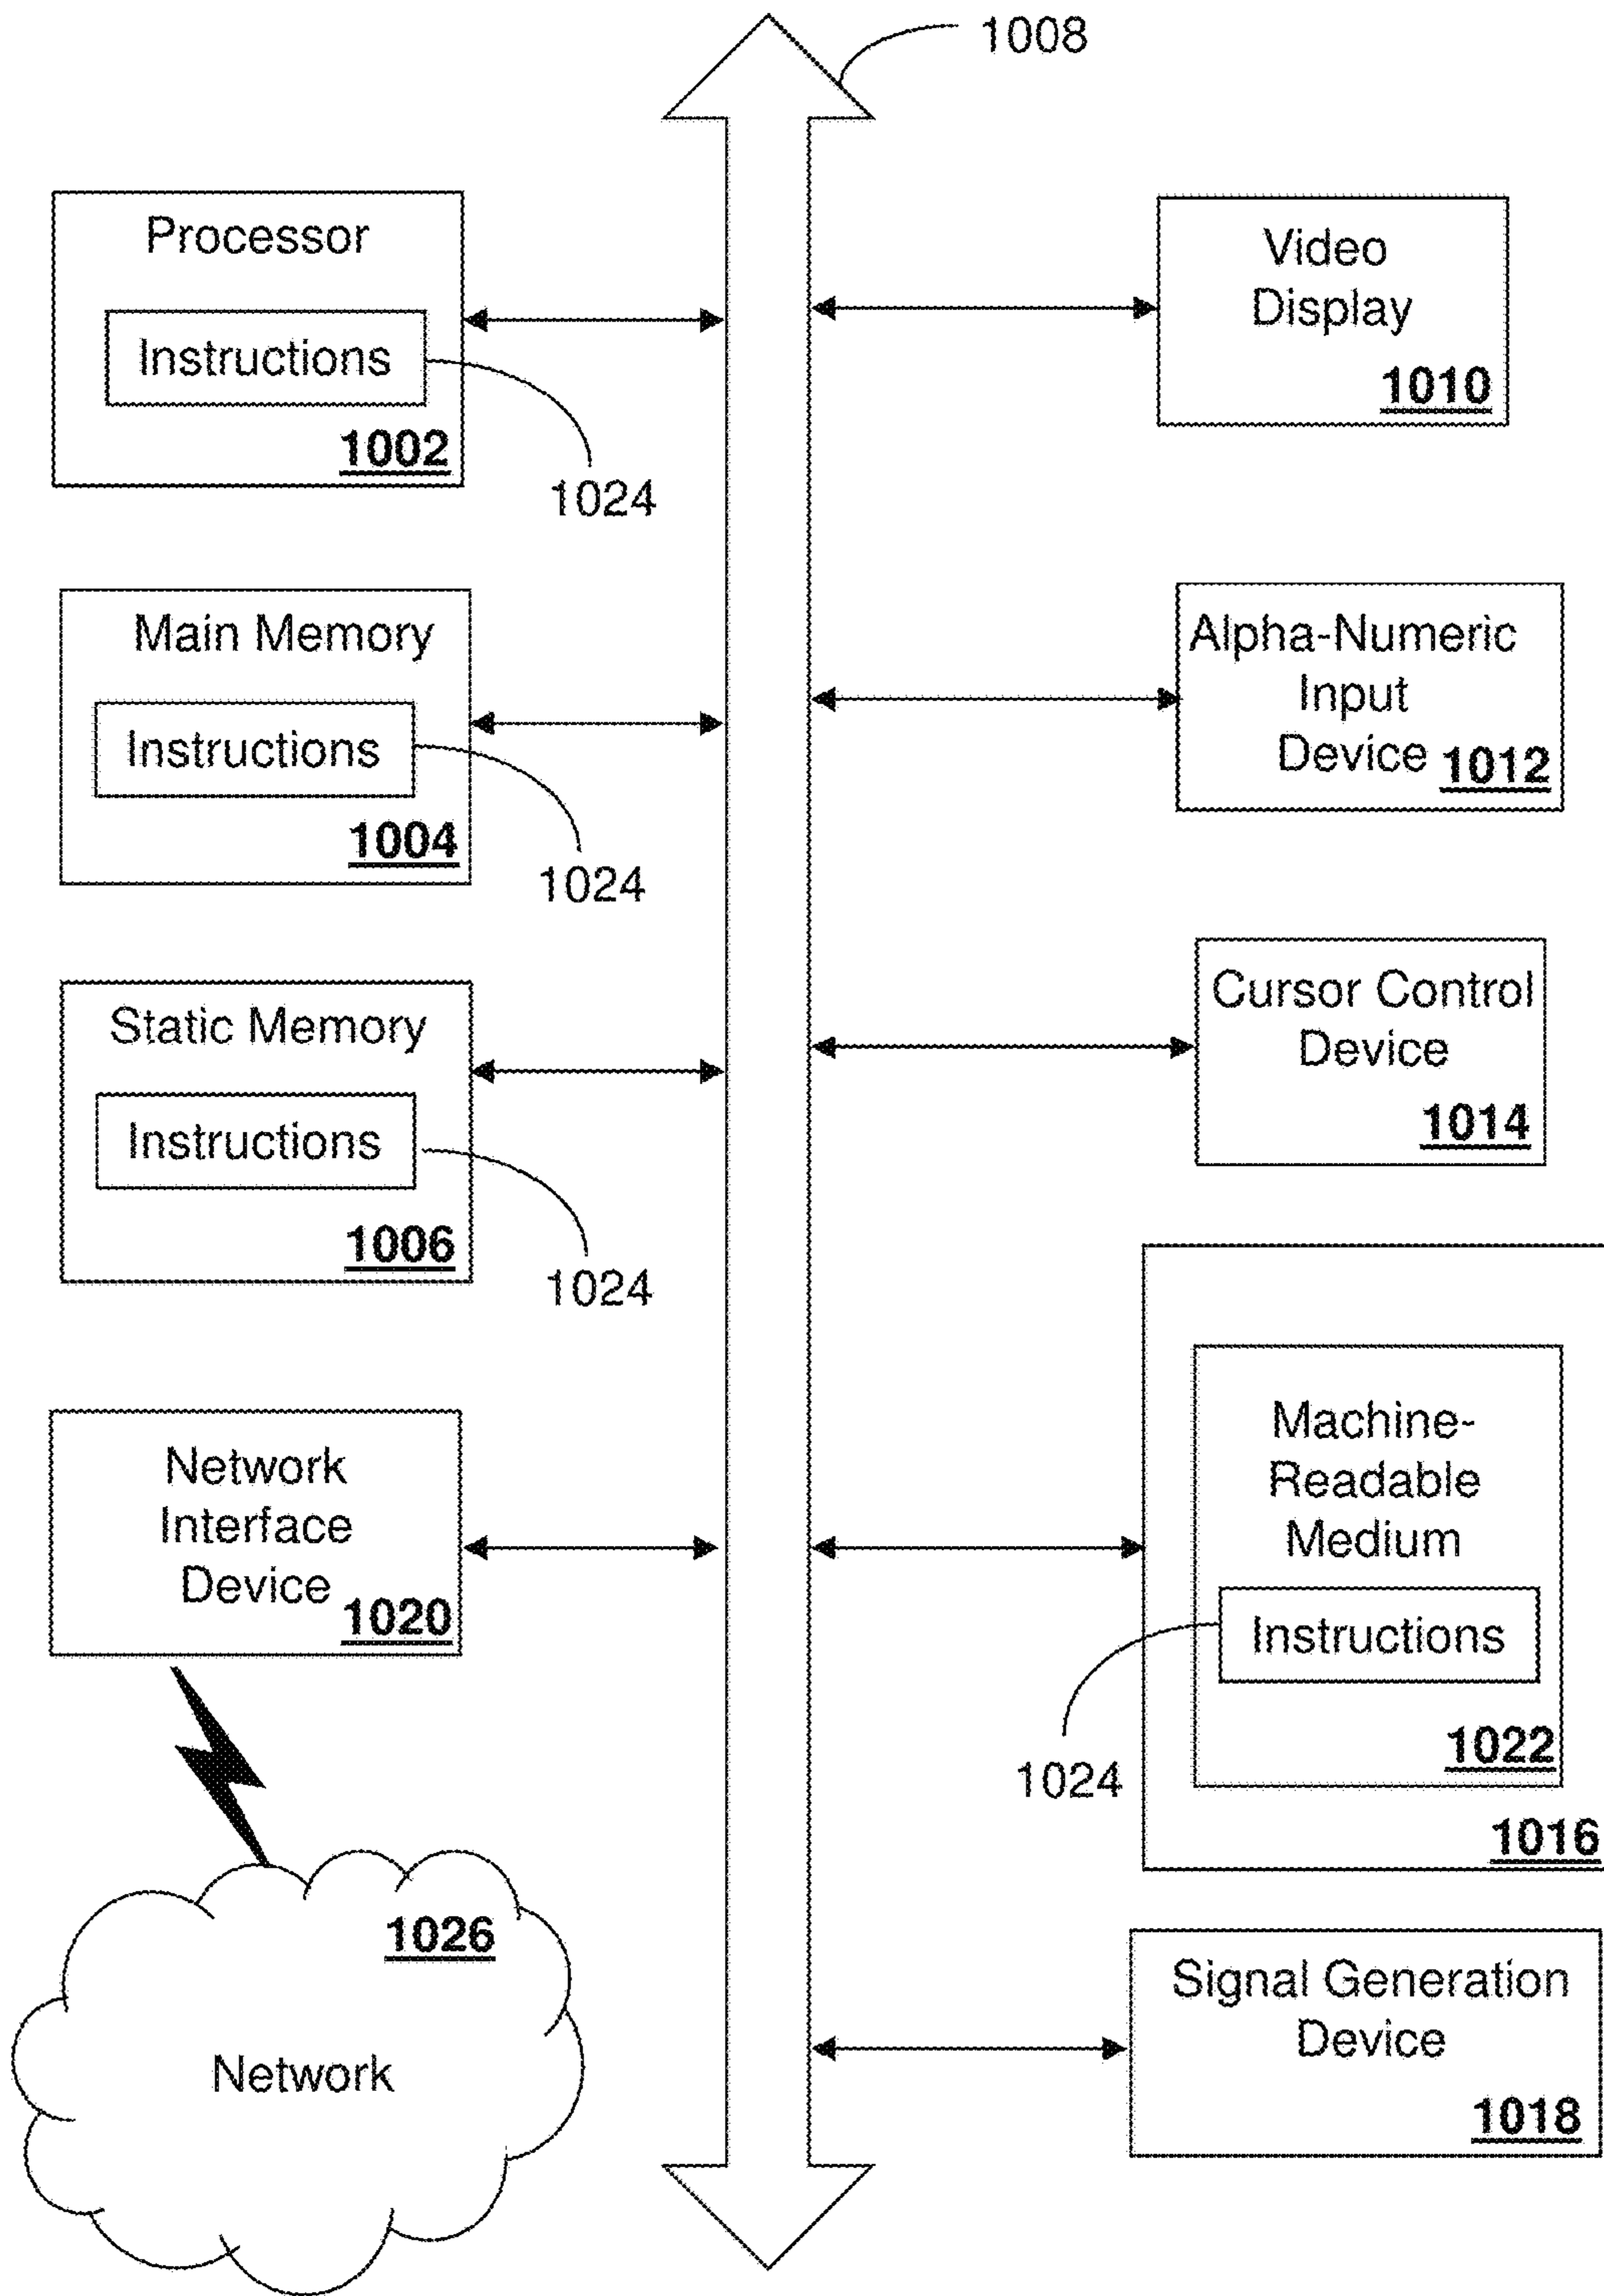 1008
Processor
Instructions
1002
1024
Main Memory
Instructions
1004
1024
Static Memory
Instructions
1006
1024
Network
Interface
Device
1020
1026
Network
Video
Display
1010
Alpha-Numeric
Input
Device 1012
Cursor Control
Device
1014
Machine-
Readable
Medium
Instructions
1022
1024
1016
Signal Generation
Device
1018